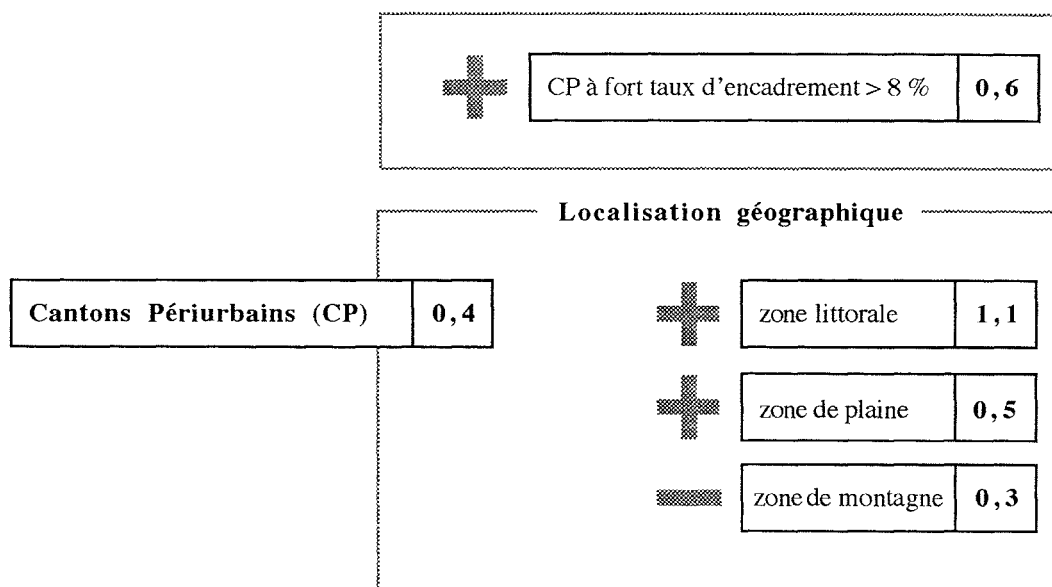 CP à fort taux d'encadrement > 8 % 0,6
Localisation géographique
Cantons Périurbains (CP) 0,4
zone littorale 1,1
zone de plaine 0,5
zone de montagne 0,3